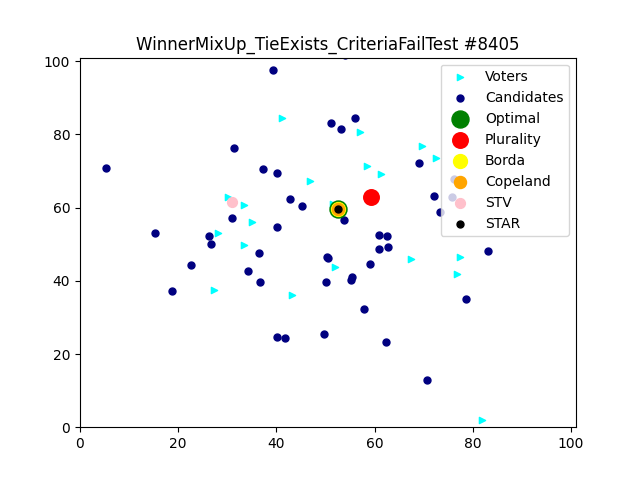 WinnerMixUp_TieExists_CriteriaFailTest #8405
100
80
60
40
20
0
0
20
40
60
80
100
Voters
Candidates
Optimal
Plurality
Borda
Copeland
STV
STAR